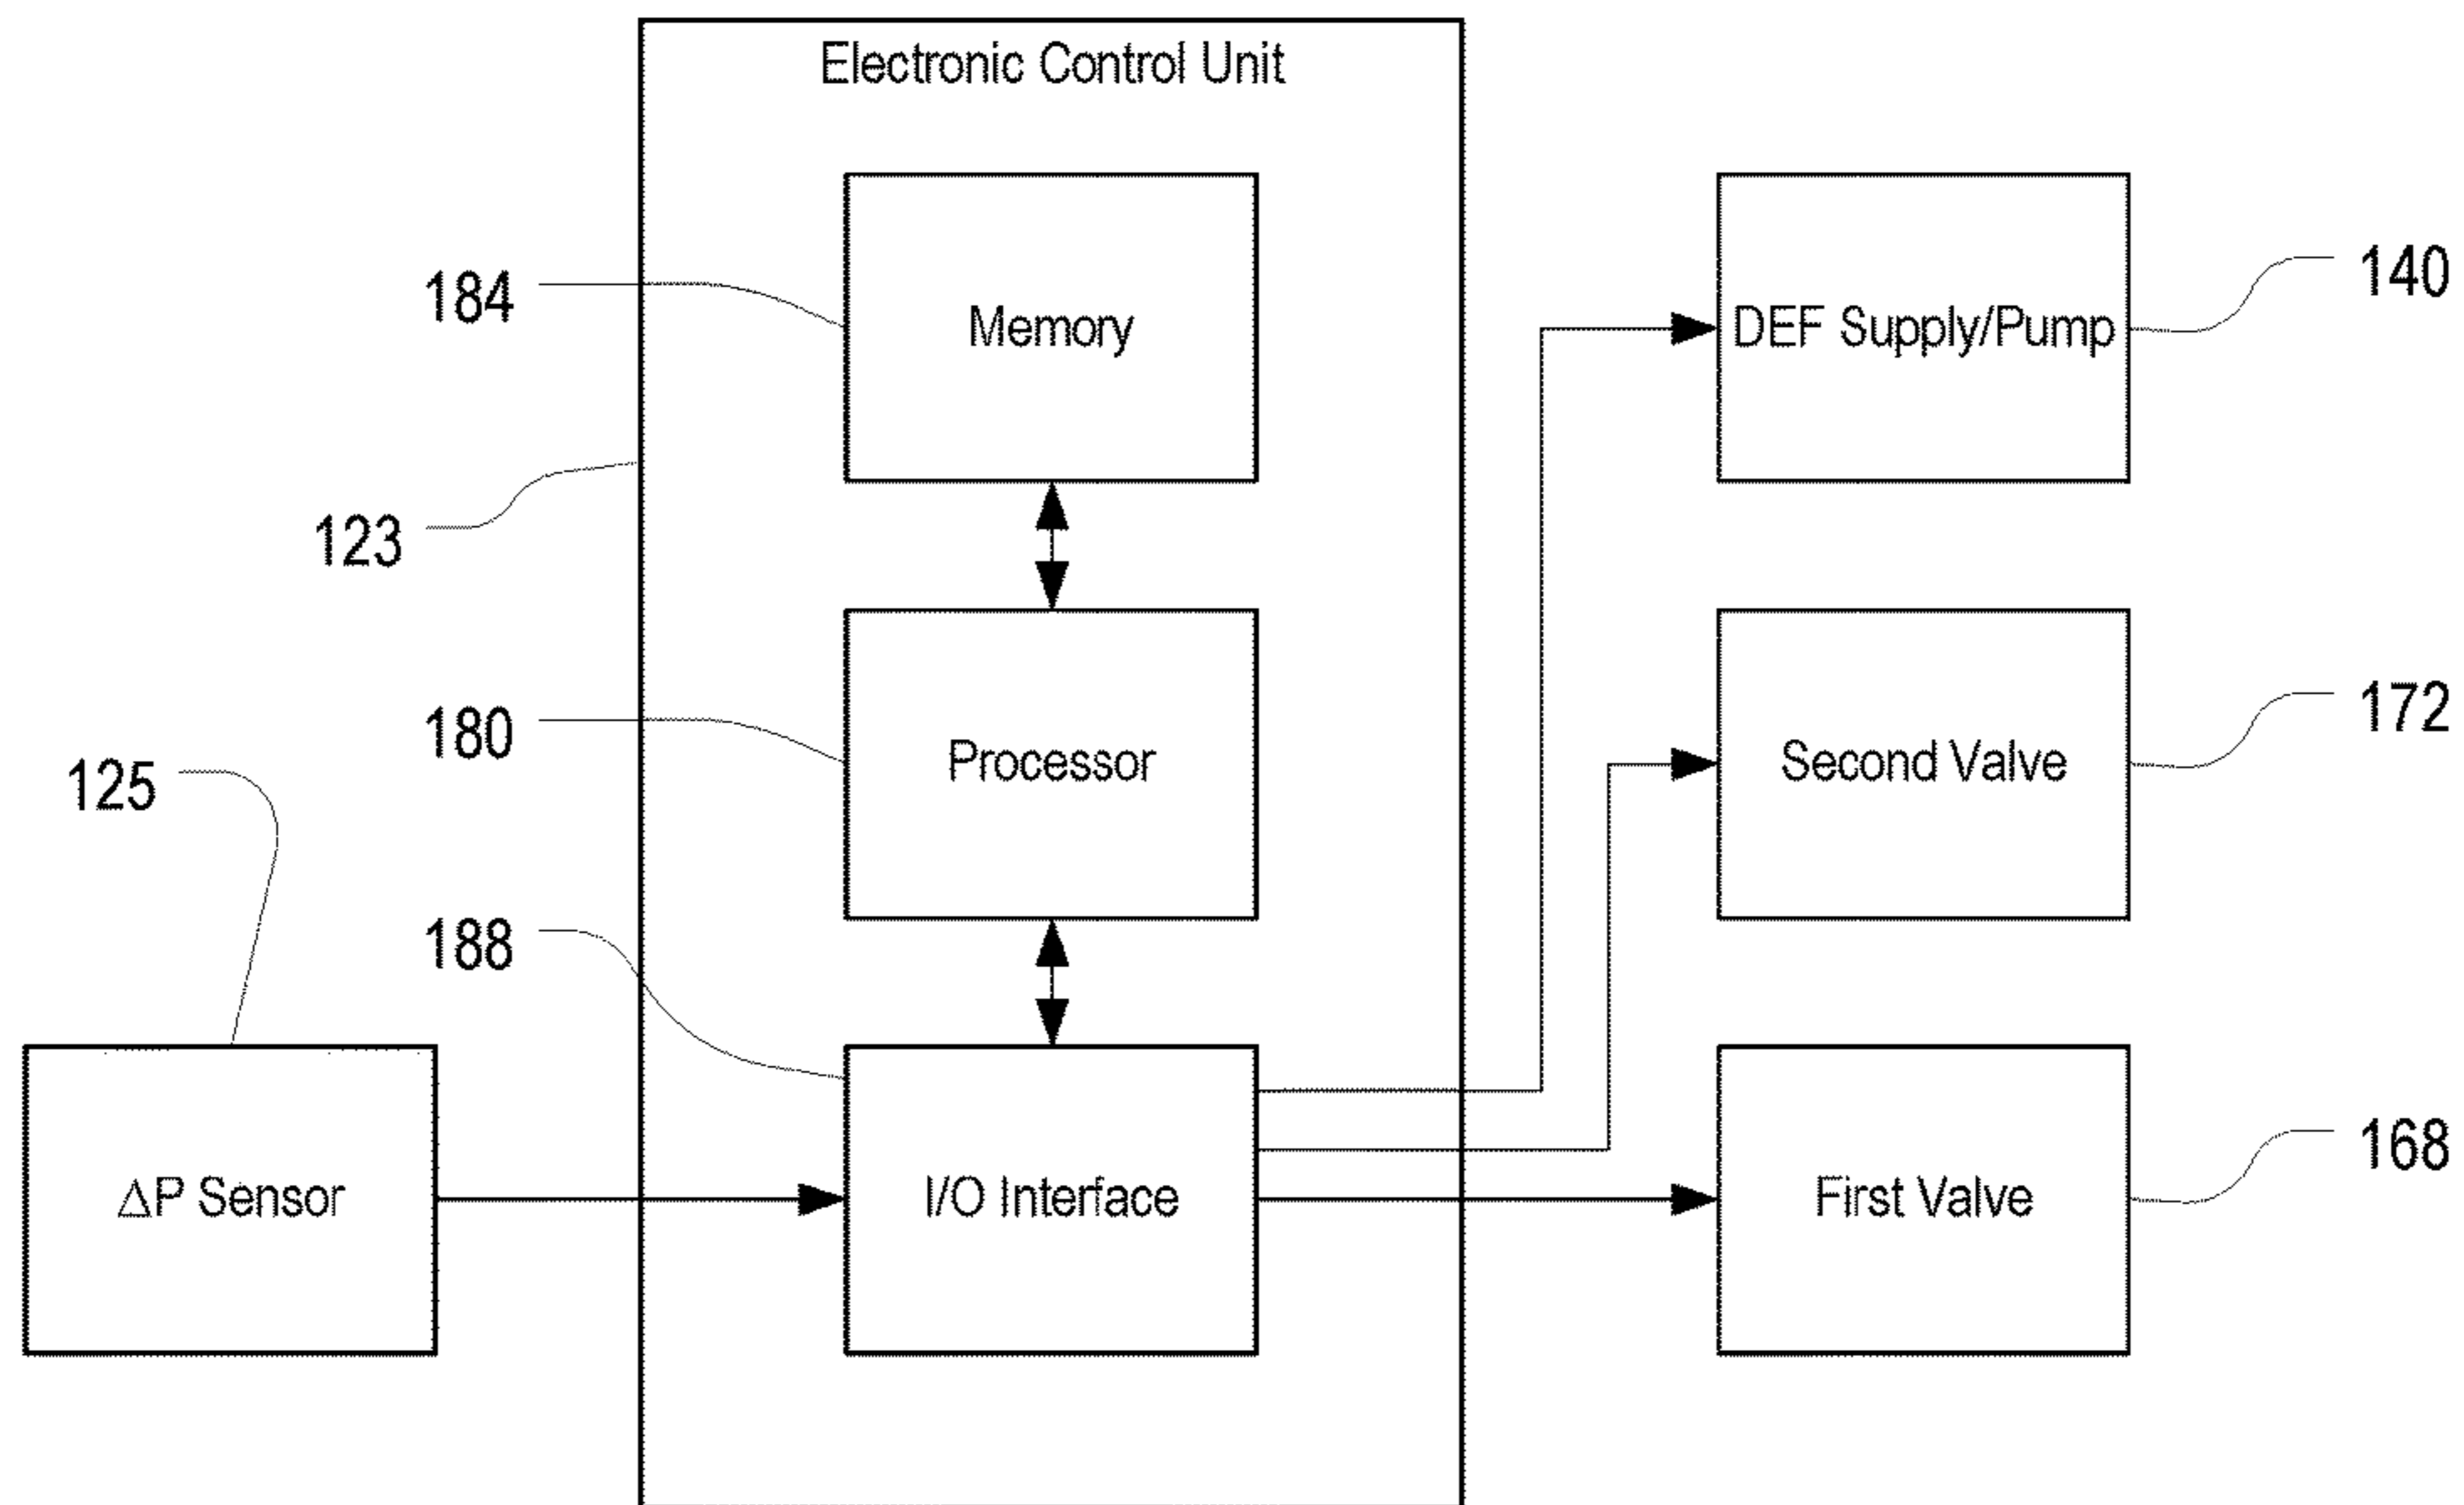 Electronic Control Unit
184
Memory
DEF Supply/Pump
140
123
180
Processor
Second Valve
172
125
188
ΔP Sensor
I/O Interface
First Valve
168